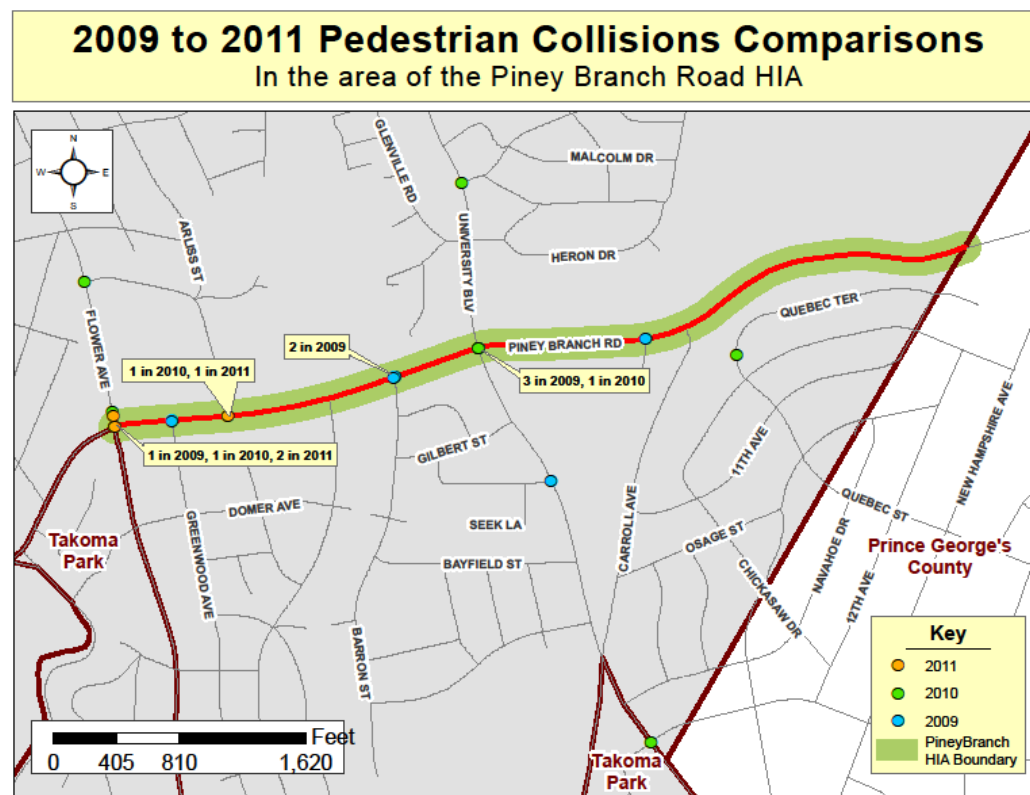 2009 to 2011 Pedestrian Collisions Comparisons
In the area of the Piney Branch Road HIA
N
W E
S
GLENVILLE RD
MALCOLM DR
ARLISS ST
UNIVERSITY BLV
HERON DR
FLOWER AVE
QUEBEC TER
2 in 2009
PINEY BRANCH RD
1 in 2010, 1 in 2011
3 in 2009, 1 in 2010
1 in 2009, 1 in 2010, 2 in 2011
GILBERT ST
11TH AVE
NEW HAMPSHIRE AVE
DOMER AVE
SEEK LA
QUEBEC ST
Takoma
Park
GREENWOOD AVE
CARROLL AVE
OSAGE ST
NAVAHOE DR
Prince George's
County
BAYFIELD ST
CHICKASAW DR
12TH AVE
BARRON ST
Key
2011
2010
2009
PineyBranch
HIA Boundary
Feet
0 405 810 1,620
Takoma
Park